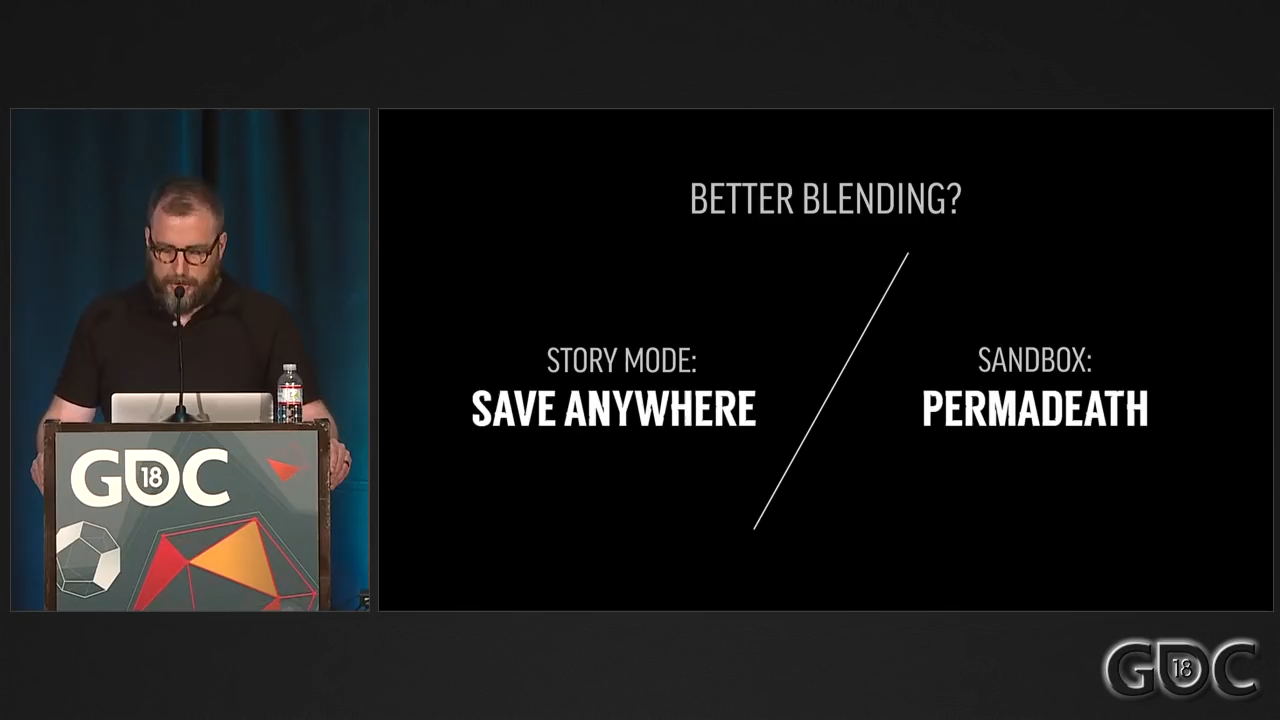 BETTER BLENDING?
STORY MODE:
SAVE ANYWHERE
SANDBOX:
PERMADEATH
GDC
18
GDC
18